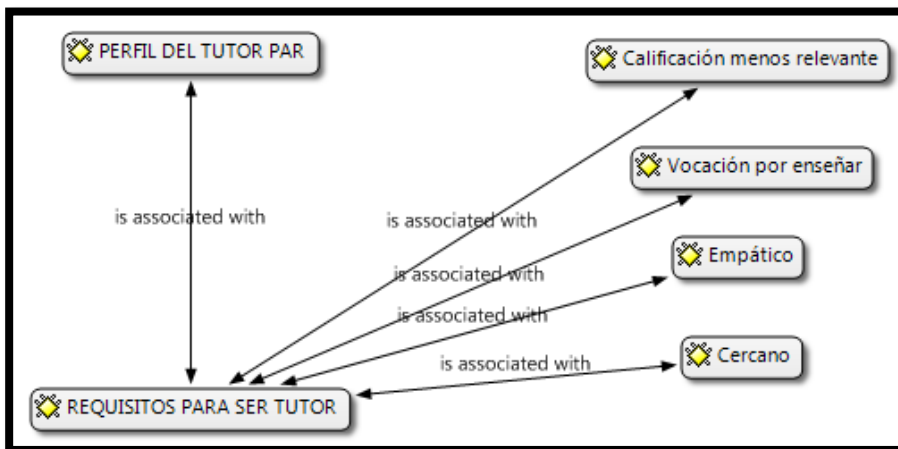 PERFIL DEL TUTOR PAR
Calificación menos relevante
Vocación por enseñar
is associated with
is associated with
Empático
is associated with
is associated with
Cercano
is associated with
REQUISITOS PARA SER TUTOR